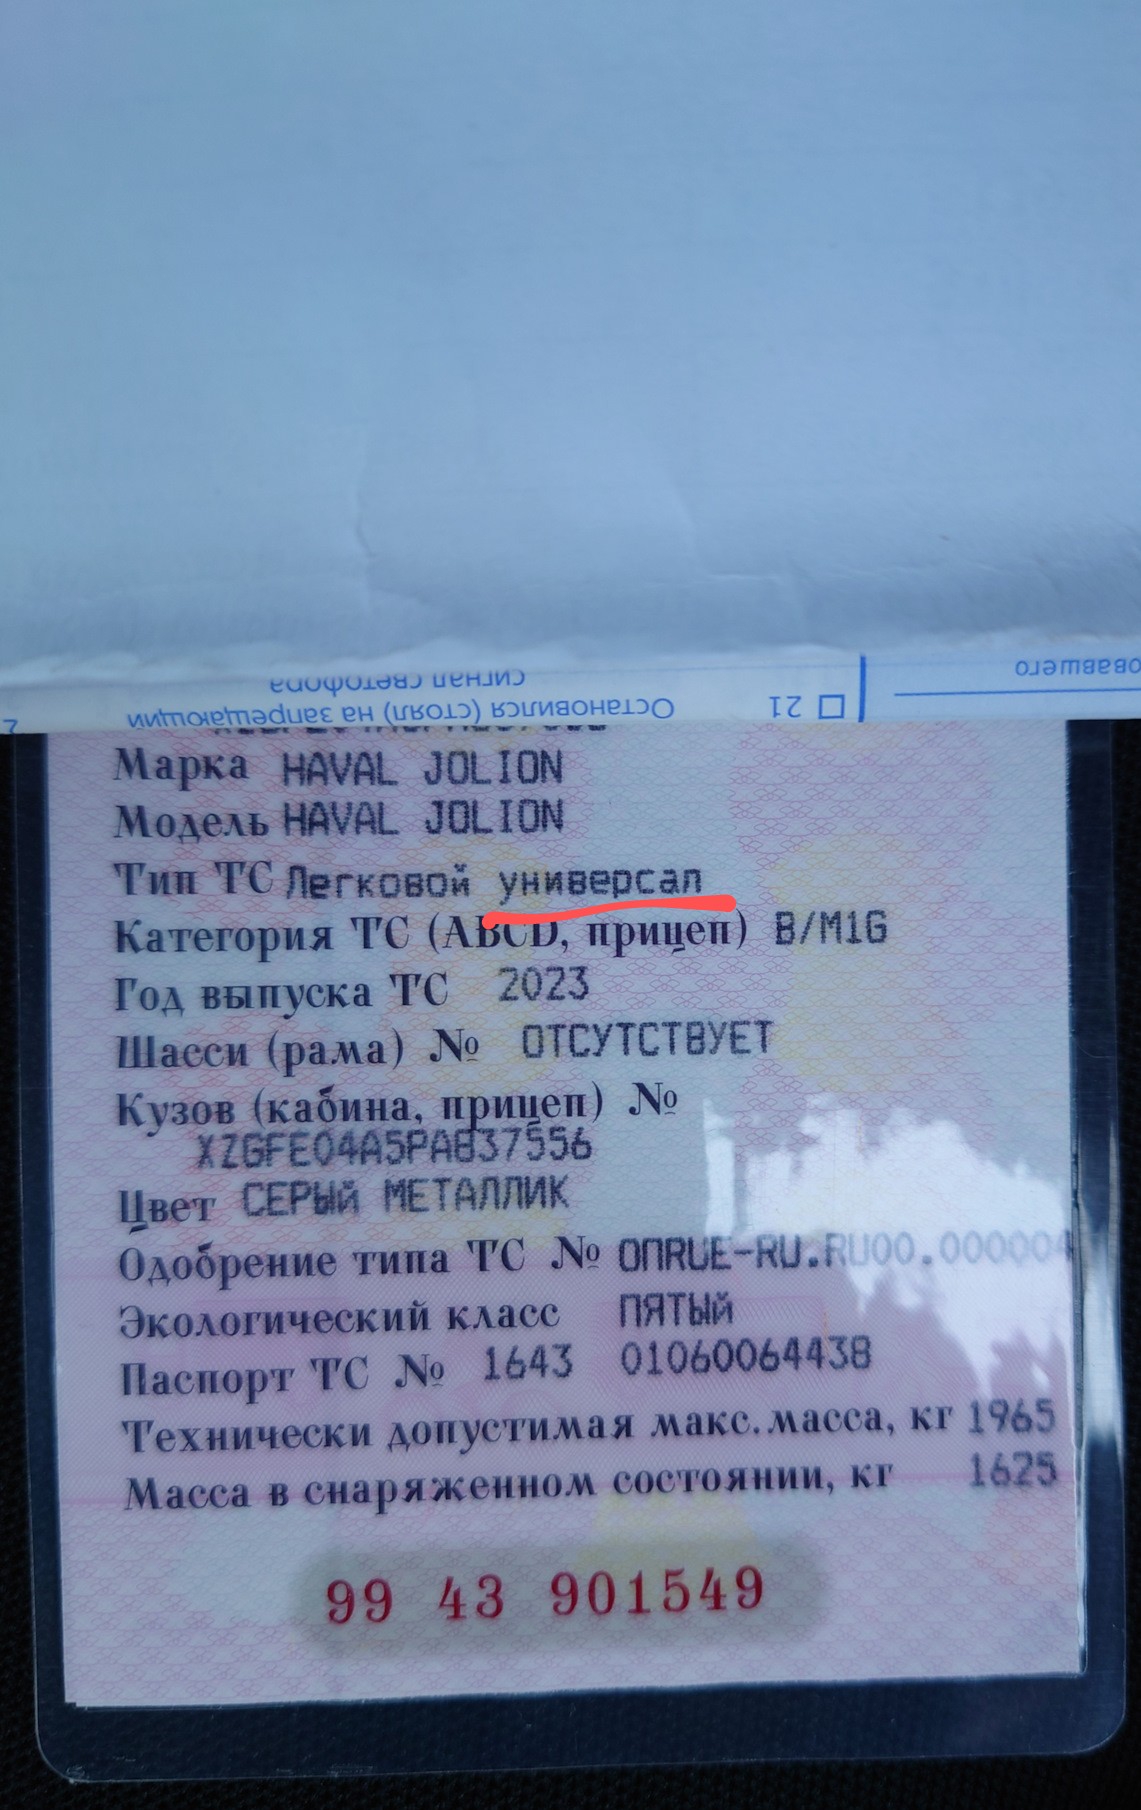 овавшего
21
Остановился (стоял) на запрещающий
сигнал светофора
2
Марка HAVAL JOLION
Модель HAVAL JOLION
Тип ТС Легковой универсал
Категория ТС (ABCD, прицеп) B/M1G
Год выпуска ТС 2023
Шасси (рама) № ОТСУТСТВУЕТ
Кузов (кабина, прицеп) №
XZGFE04A5PA837556
Цвет СЕРЫЙ МЕТАЛЛИК
Одобрение типа ТС № ОПRUE-RU.RU00.000004
Экологический класс ПЯТЫЙ
Паспорт ТС № 1643 01060064438
Технически допустимая макс.масса, кг 1965
Масса в снаряженном состоянии, кг 1625
99 43 901549